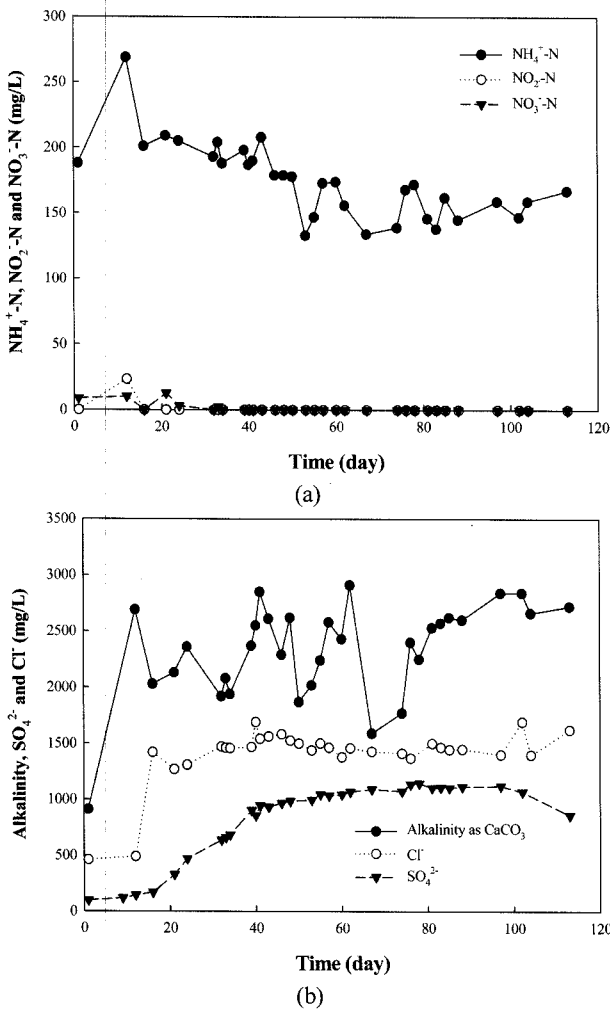 300
250
200
150
100
50
0
NH₄⁺-N, NO₂⁻-N and NO₃⁻-N (mg/L)
NH₄⁺-N
NO₂⁻-N
NO₃⁻-N
0 20 40 60 80 100 120
Time (day)
(a)
3500
3000
2500
2000
1500
1000
500
0
Alkalinity, SO₄²⁻ and Cl⁻ (mg/L)
Alkalinity as CaCO₃
Cl⁻
SO₄²⁻
0 20 40 60 80 100 120
Time (day)
(b)